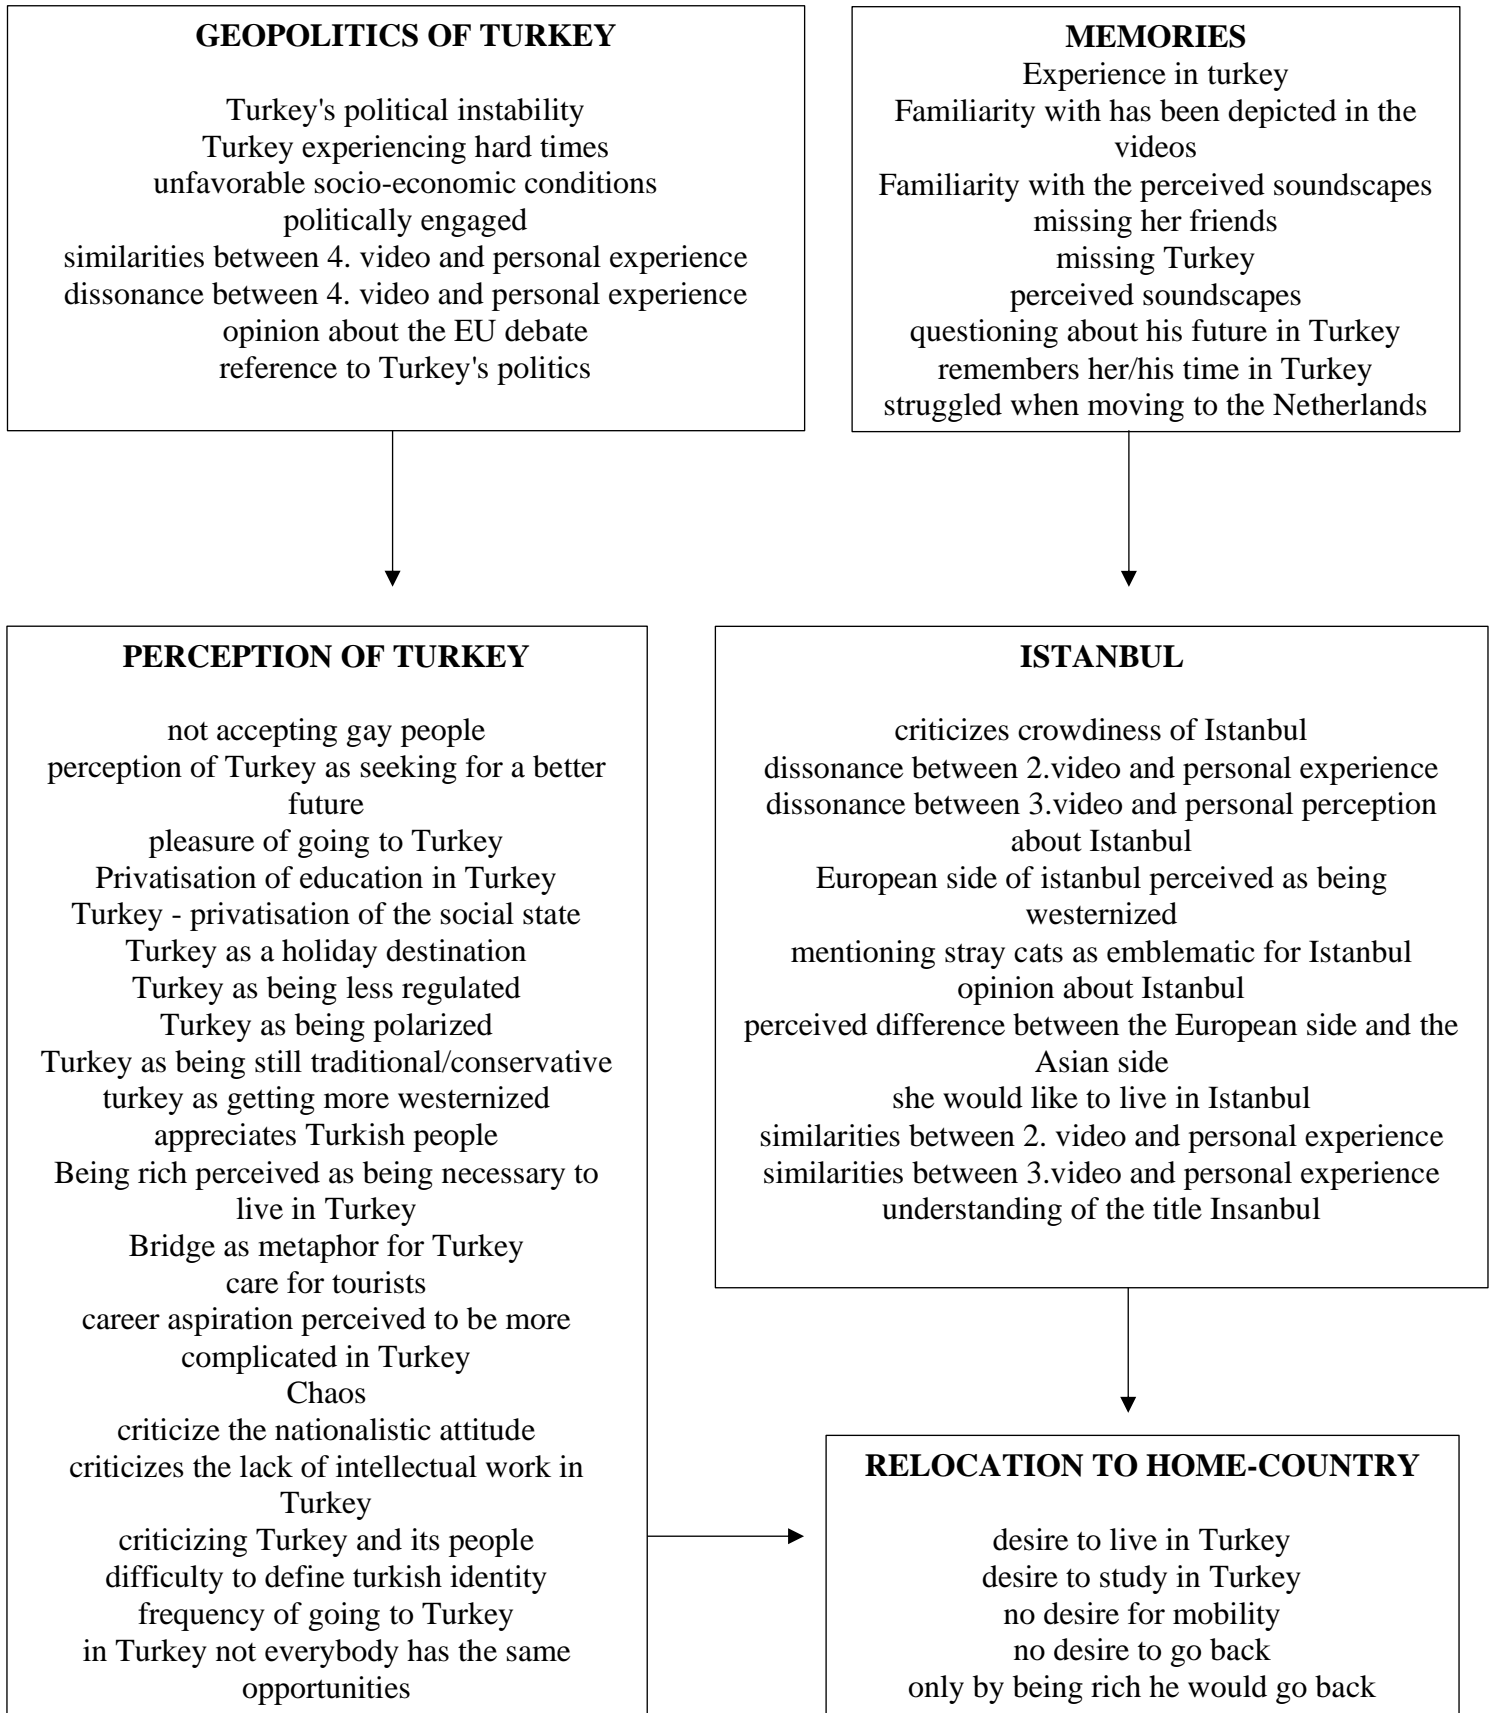 GEOPOLITICS OF TURKEY
Turkey's political instability
Turkey experiencing hard times
unfavorable socio-economic conditions
politically engaged
similarities between 4. video and personal experience
dissonance between 4. video and personal experience
opinion about the EU debate
reference to Turkey's politics
MEMORIES
Experience in turkey
Familiarity with has been depicted in the
videos
Familiarity with the perceived soundscapes
missing her friends
missing Turkey
perceived soundscapes
questioning about his future in Turkey
remembers her/his time in Turkey
struggled when moving to the Netherlands
PERCEPTION OF TURKEY
not accepting gay people
perception of Turkey as seeking for a better
future
pleasure of going to Turkey
Privatisation of education in Turkey
Turkey - privatisation of the social state
Turkey as a holiday destination
Turkey as being less regulated
Turkey as being polarized
Turkey as being still traditional/conservative
turkey as getting more westernized
appreciates Turkish people
Being rich perceived as being necessary to
live in Turkey
Bridge as metaphor for Turkey
care for tourists
career aspiration perceived to be more
complicated in Turkey
Chaos
criticize the nationalistic attitude
criticizes the lack of intellectual work in
Turkey
criticizing Turkey and its people
difficulty to define turkish identity
frequency of going to Turkey
in Turkey not everybody has the same
opportunities
ISTANBUL
criticizes crowdiness of Istanbul
dissonance between 2.video and personal experience
dissonance between 3.video and personal perception
about Istanbul
European side of istanbul perceived as being
westernized
mentioning stray cats as emblematic for Istanbul
opinion about Istanbul
perceived difference between the European side and the
Asian side
she would like to live in Istanbul
similarities between 2. video and personal experience
similarities between 3.video and personal experience
understanding of the title Insanbul
RELOCATION TO HOME-COUNTRY
desire to live in Turkey
desire to study in Turkey
no desire for mobility
no desire to go back
only by being rich he would go back